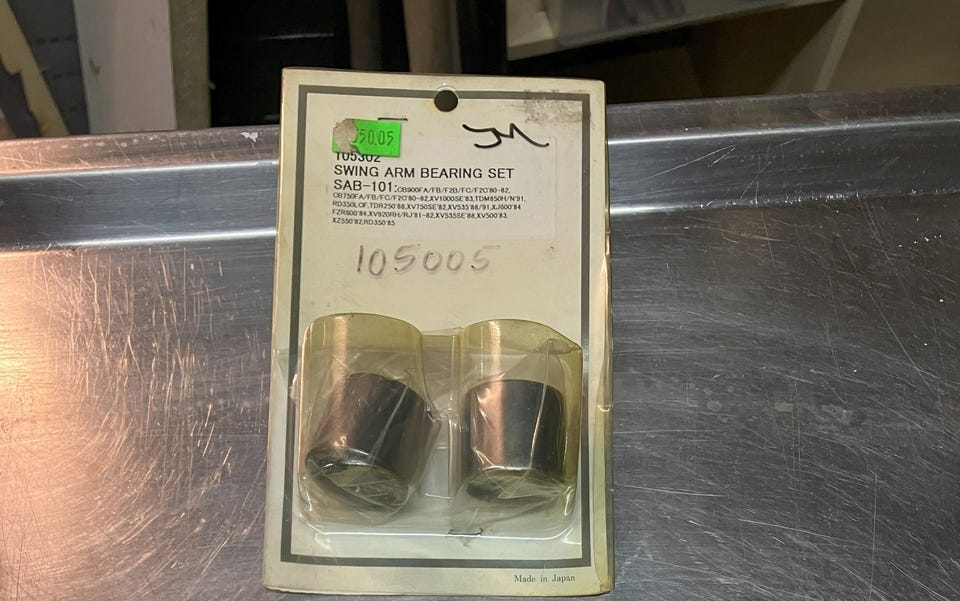 50.05
105302
SWING ARM BEARING SET
SAB-101:CB900FA/FB/F2B/FC/F2C'80-82,
CB750FA/FB/FC/F2C'80-82,XV1000SE'83,TDM850H/N'91,
RD350LCF,TDR250'88,XV750SE'82,XV535'88/91,XJ600'84
FZR600'84,XV920RH/RJ'81-82,XV535SE'88,XV500'83,
XZ550'82,RD350'85
105005
Made in Japan